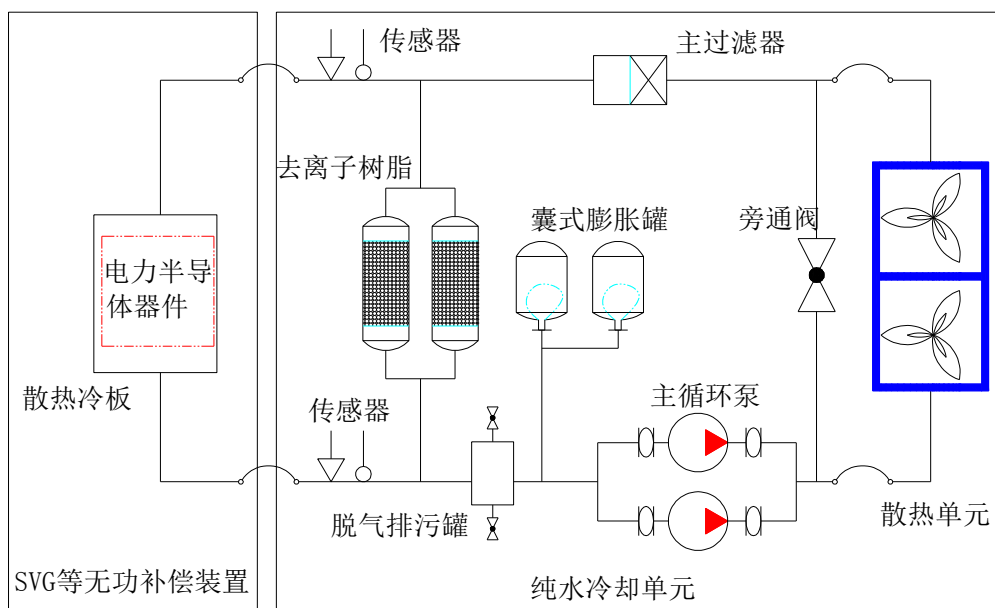 传感器
主过滤器
去离子树脂
囊式膨胀罐
旁通阀
电力半导
体器件
散热冷板
传感器
主循环泵
脱气排污罐
散热单元
SVG等无功补偿装置
纯水冷却单元